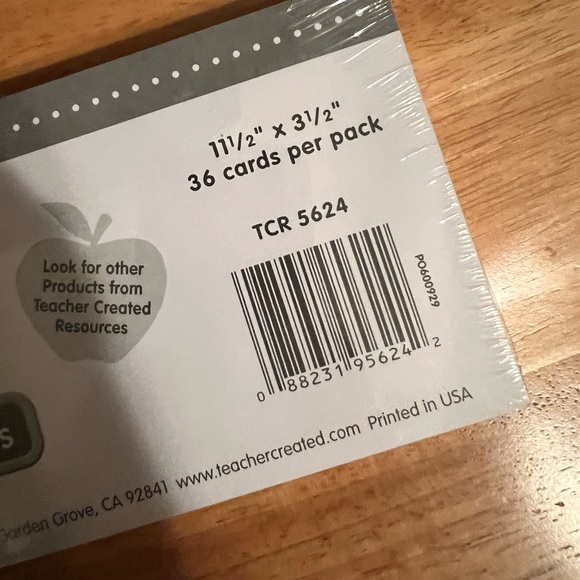 11 1/2" x 3 1/2"
36 cards per pack
TCR 5624
Look for other
Products from
Teacher Created
Resources
PO600929
0 88231 95624 2
S
Garden Grove, CA 92841 www.teachercreated.com Printed in USA